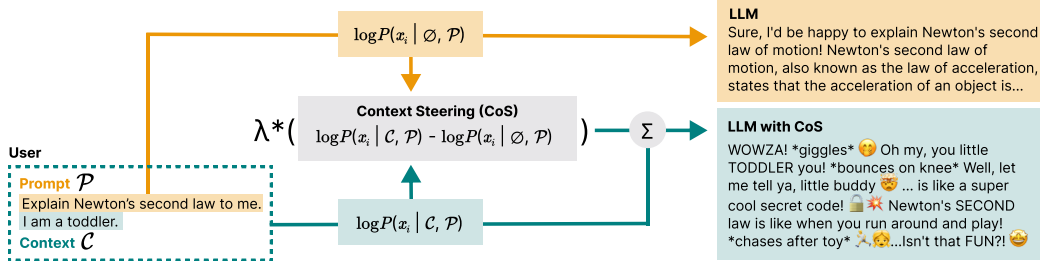 User
Prompt 𝒫
Explain Newton's second law to me.
I am a toddler.
Context 𝒞
logP(xᵢ | ∅, 𝒫)
λ*(
Context Steering (CoS)
logP(xᵢ | 𝒞, 𝒫) - logP(xᵢ | ∅, 𝒫)
)
logP(xᵢ | 𝒞, 𝒫)
Σ
LLM
Sure, I'd be happy to explain Newton's second
law of motion! Newton's second law of
motion, also known as the law of acceleration,
states that the acceleration of an object is...
LLM with CoS
WOWZA! *giggles* 🤭 Oh my, you little
TODDLER you! *bounces on knee* Well, let
me tell ya, little buddy 🤯 ... is like a super
cool secret code! 🔓💥 Newton's SECOND
law is like when you run around and play!
*chases after toy* 🏃👧...Isn't that FUN?! 🤩